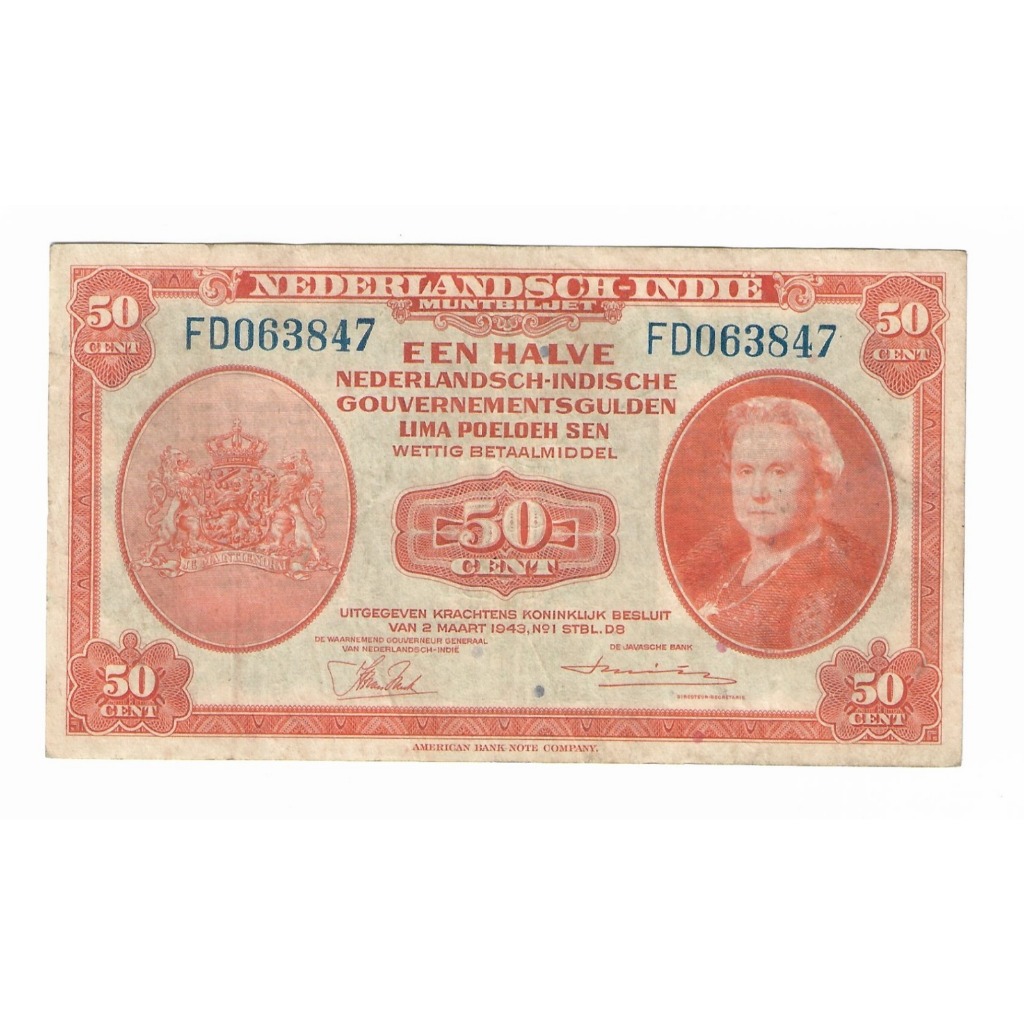 NEDERLANDSCH-INDIË
MUNTBILJET
50 CENT
50 CENT
FD063847
FD063847
EEN HALVE
NEDERLANDSCH-INDISCHE
GOUVERNEMENTSGULDEN
LIMA POELOEH SEN
WETTIG BETAALMIDDEL
50
CENT
UITGEGEVEN KRACHTENS KONINKLIJK BESLUIT
VAN 2 MAART 1943, Nº1 STBL. D8
DE WAARNEMEND GOUVERNEUR GENERAAL
VAN NEDERLANDSCH-INDIË
DE JAVASCHE BANK
DIRECTEUR-SECRETARIS
50 CENT
50 CENT
AMERICAN BANK NOTE COMPANY.